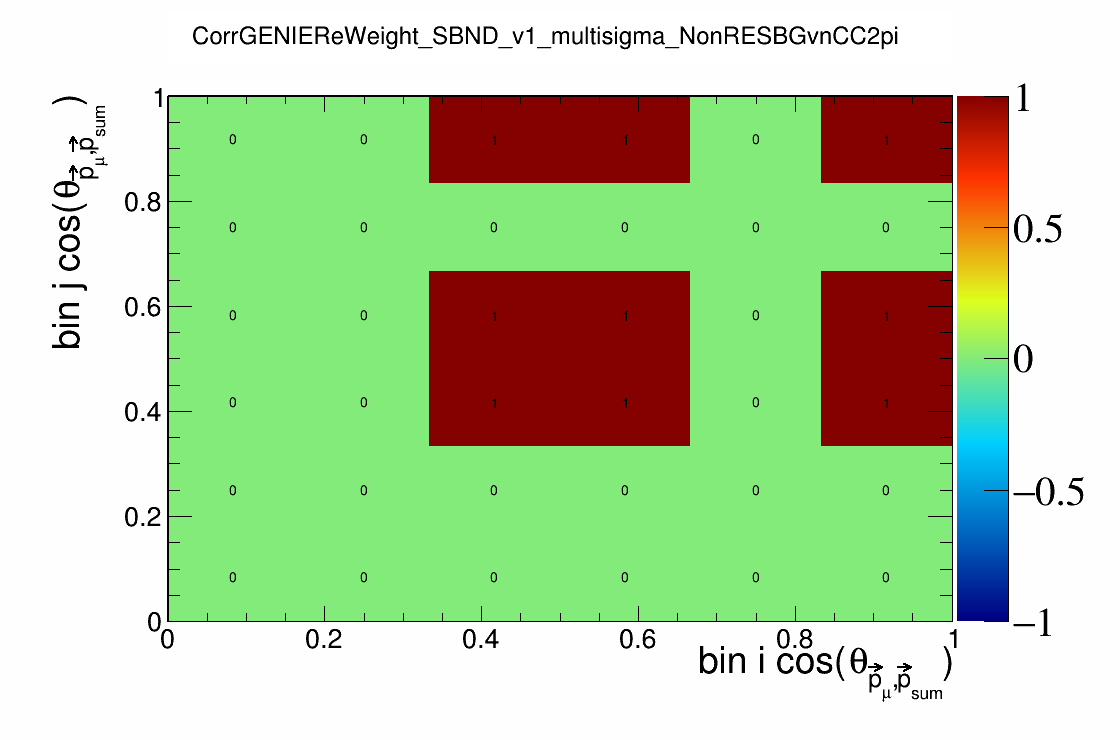 CorrGENIEReWeight_SBND_v1_multisigma_NonRESBGvnCC2pi
bin j cos(θ p⃗μ,p⃗sum)
1
0.8
0.6
0.4
0.2
0
0 0 1 1 0 1
0 0 0 0 0 0
0 0 1 1 0 1
0 0 1 1 0 1
0 0 0 0 0 0
0 0 0 0 0 0
0 0.2 0.4 0.6 0.8 1
bin i cos(θ p⃗μ,p⃗sum)
1
0.5
0
−0.5
−1